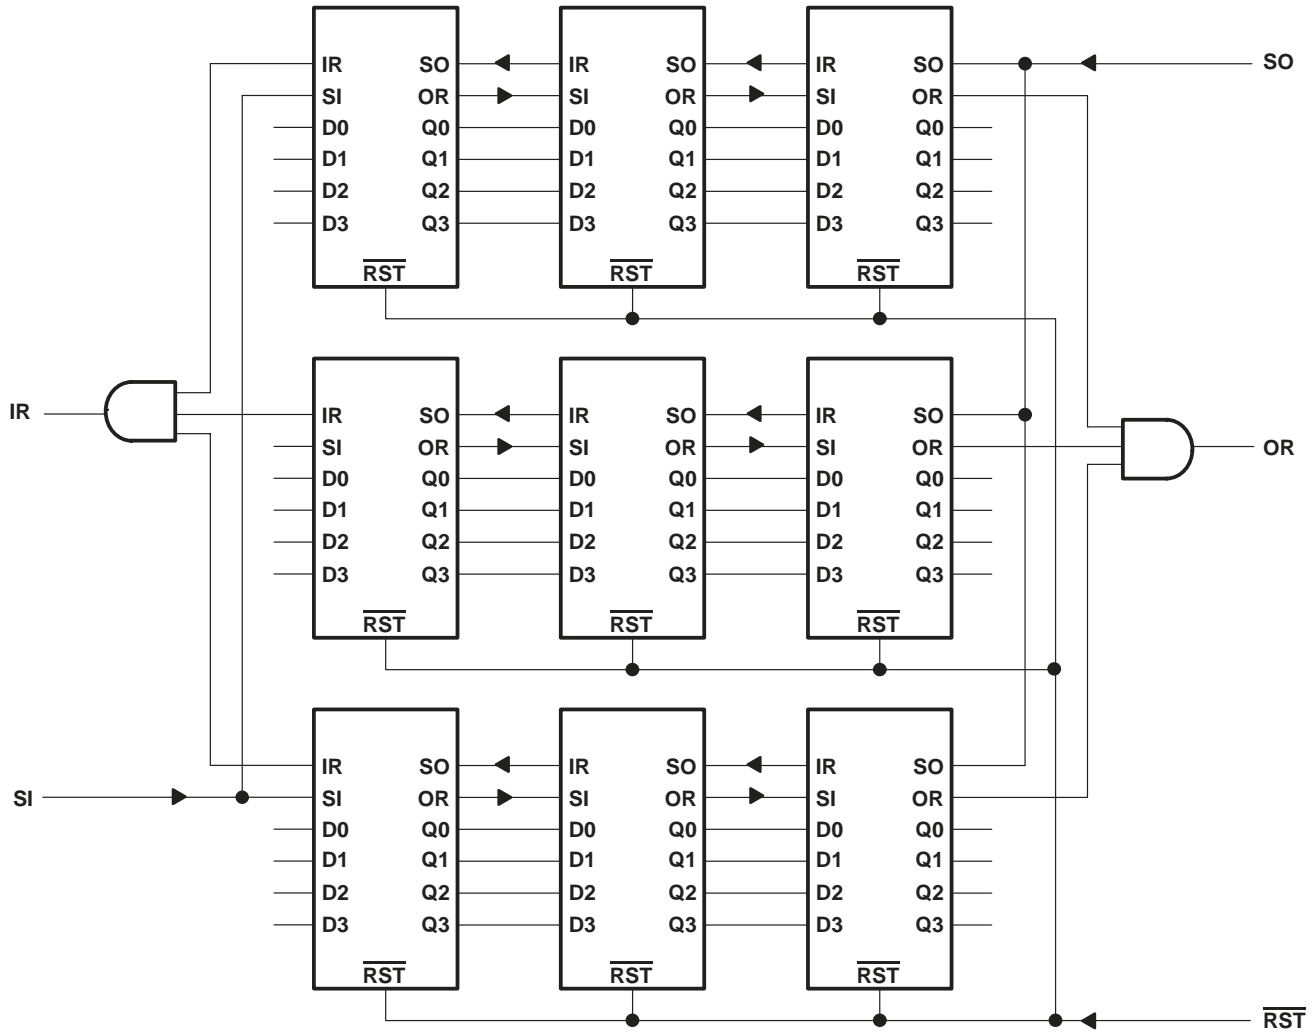 IR SO IR SO IR SO SO
SI OR SI OR SI OR
D0 Q0 D0 Q0 D0 Q0
D1 Q1 D1 Q1 D1 Q1
D2 Q2 D2 Q2 D2 Q2
D3 Q3 D3 Q3 D3 Q3
RST RST RST
IR IR SO IR SO IR SO
SI OR SI OR SI OR OR
D0 Q0 D0 Q0 D0 Q0
D1 Q1 D1 Q1 D1 Q1
D2 Q2 D2 Q2 D2 Q2
D3 Q3 D3 Q3 D3 Q3
RST RST RST
IR SO IR SO IR SO
SI SI OR SI OR SI OR
D0 Q0 D0 Q0 D0 Q0
D1 Q1 D1 Q1 D1 Q1
D2 Q2 D2 Q2 D2 Q2
D3 Q3 D3 Q3 D3 Q3
RST RST RST
RST